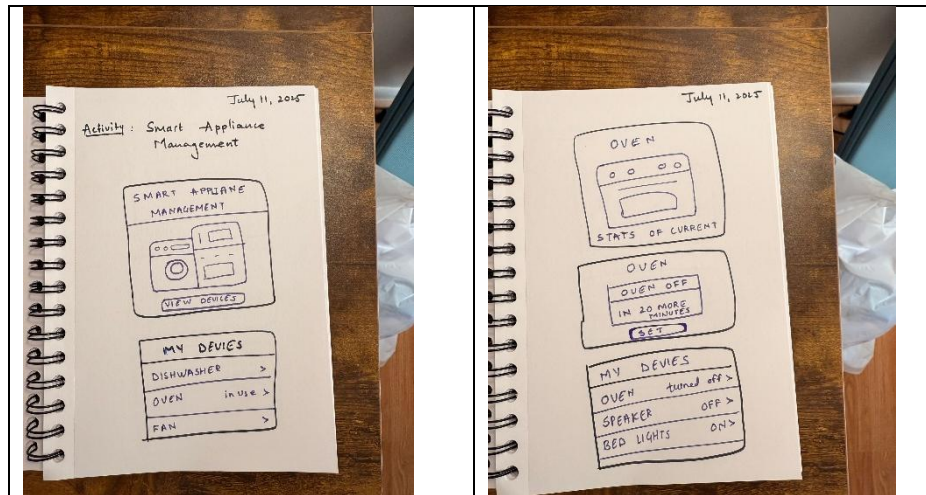 July 11, 2025
Activity : Smart Appliance
Management
SMART APPLIANE
MANAGEMENT
VIEW DEVICES
MY DEVIES
DISHWASHER >
OVEN in use >
FAN >
July 11, 2025
OVEN
STATS OF CURRENT
OVEN
OVEN OFF
IN 20 MORE
MINUTES
SET
MY DEVIES
OVEN turned off >
SPEAKER OFF >
BED LIGHTS ON >